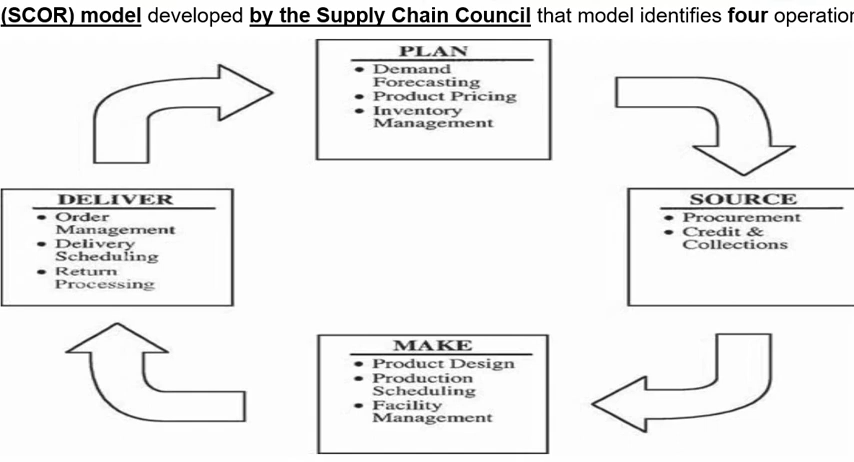 (SCOR) model developed by the Supply Chain Council that model identifies four operation
PLAN
• Demand
Forecasting
• Product Pricing
• Inventory
Management
DELIVER
• Order
Management
• Delivery
Scheduling
• Return
Processing
SOURCE
• Procurement
• Credit &
Collections
MAKE
• Product Design
• Production
Scheduling
• Facility
Management